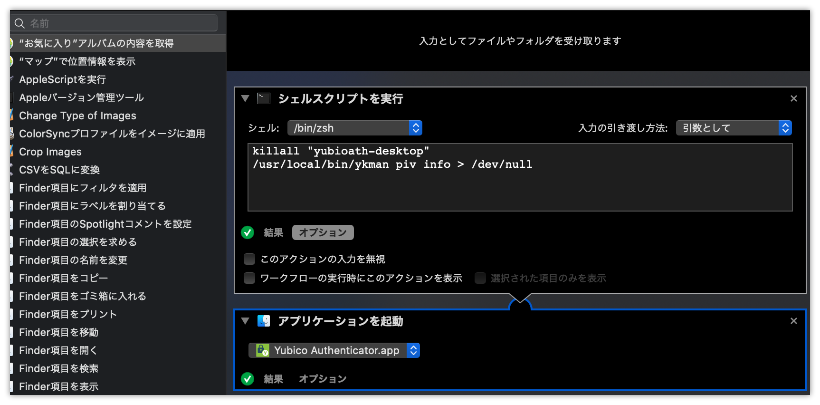 名前
“お気に入り”アルバムの内容を取得
“マップ”で位置情報を表示
AppleScriptを実行
Appleバージョン管理ツール
Change Type of Images
ColorSyncプロファイルをイメージに適用
Crop Images
CSVをSQLに変換
Finder項目にフィルタを適用
Finder項目にラベルを割り当てる
Finder項目のSpotlightコメントを設定
Finder項目の選択を求める
Finder項目の名前を変更
Finder項目をコピー
Finder項目をゴミ箱に入れる
Finder項目をプリント
Finder項目を移動
Finder項目を開く
Finder項目を検索
Finder項目を表示
入力としてファイルやフォルダを受け取ります
シェルスクリプトを実行
シェル: /bin/zsh 入力の引き渡し方法: 引数として
killall "yubioath-desktop"
/usr/local/bin/ykman piv info > /dev/null
結果 オプション
このアクションの入力を無視
ワークフローの実行時にこのアクションを表示 選択された項目のみを表示
アプリケーションを起動
Yubico Authenticator.app
結果 オプション